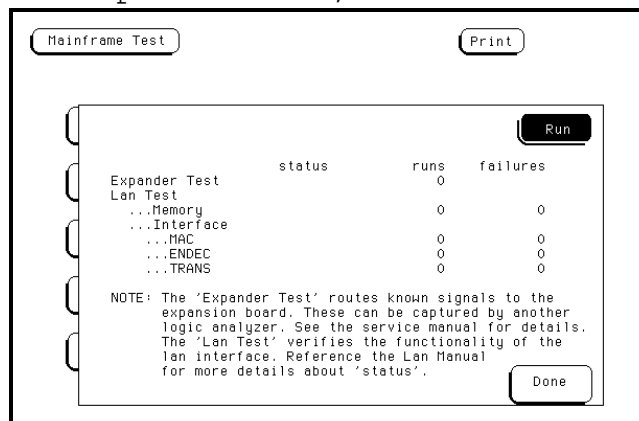 Mainframe Test
Print
Run
status runs failures
Expander Test 0
Lan Test
...Memory 0 0
...Interface
...MAC 0 0
...ENDEC 0 0
...TRANS 0 0
NOTE: The 'Expander Test' routes known signals to the
expansion board. These can be captured by another
logic analyzer. See the service manual for details.
The 'Lan Test' verifies the functionality of the
lan interface. Reference the Lan Manual
for more details about 'status'.
Done